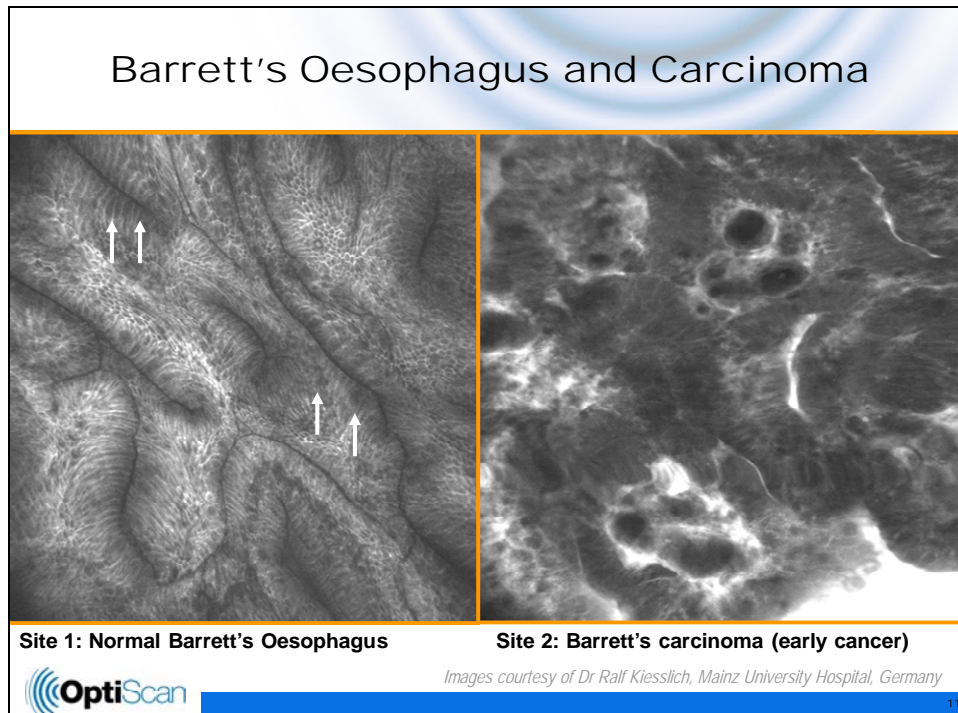 Barrett's Oesophagus and Carcinoma
Site 1: Normal Barrett's Oesophagus
Site 2: Barrett's carcinoma (early cancer)
Images courtesy of Dr Ralf Kiesslich, Mainz University Hospital, Germany
OptiScan
11